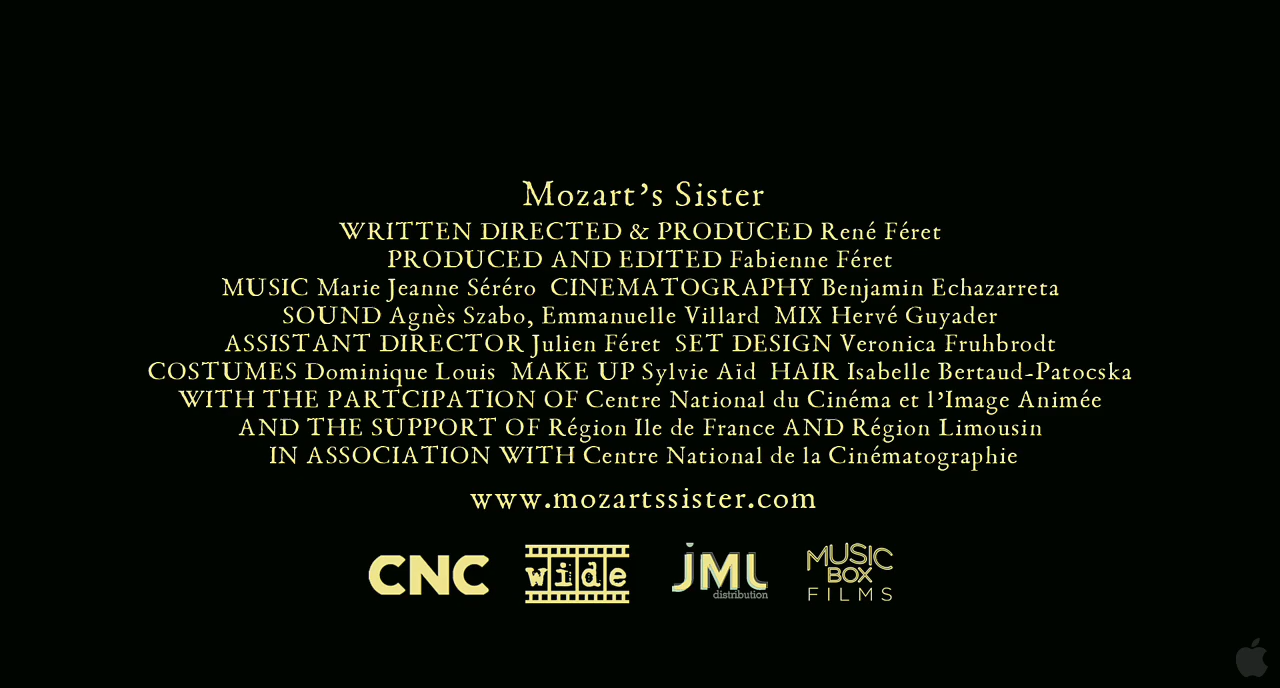 Mozart's Sister
WRITTEN DIRECTED & PRODUCED René Féret
PRODUCED AND EDITED Fabienne Féret
MUSIC Marie Jeanne Séréro CINEMATOGRAPHY Benjamin Echazarreta
SOUND Agnès Szabo, Emmanuelle Villard MIX Hervé Guyader
ASSISTANT DIRECTOR Julien Féret SET DESIGN Veronica Fruhbrodt
COSTUMES Dominique Louis MAKE UP Sylvie Aïd HAIR Isabelle Bertaud-Patocska
WITH THE PARTCIPATION OF Centre National du Cinéma et l'Image Animée
AND THE SUPPORT OF Région Ile de France AND Région Limousin
IN ASSOCIATION WITH Centre National de la Cinématographie
www.mozartssister.com
CNC
wide
JML
distribution
MUSIC
BOX
FILMS